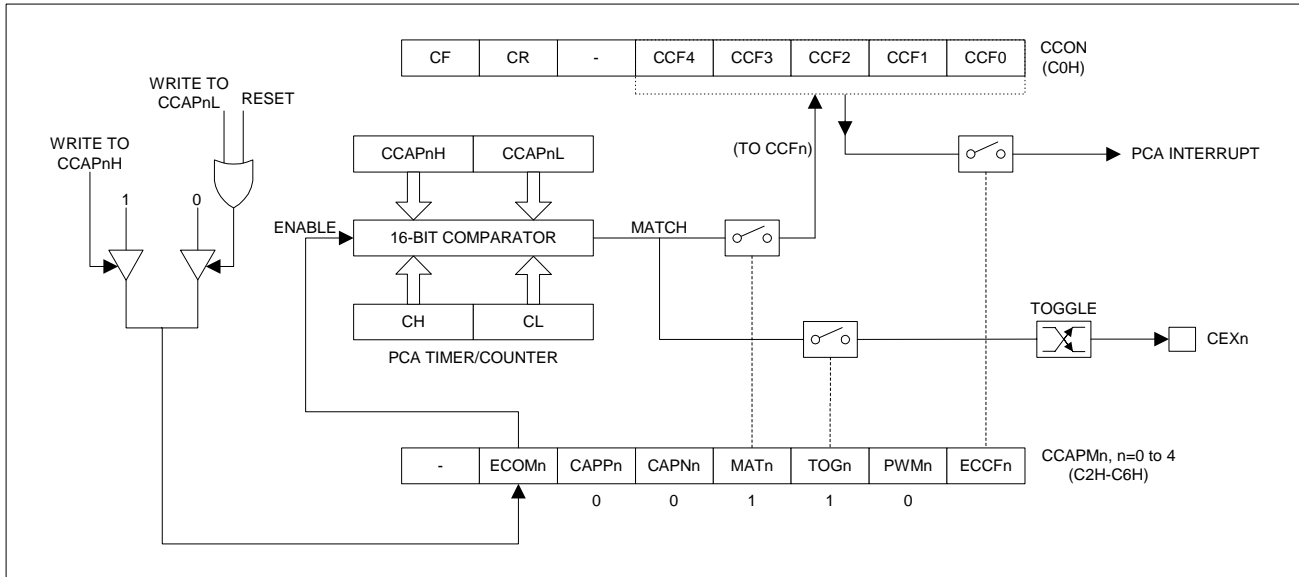 CF CR - CCF4 CCF3 CCF2 CCF1 CCF0
CCON
(C0H)
WRITE TO
CCAPnL
RESET
WRITE TO
CCAPnH
1 0
CCAPnH CCAPnL
(TO CCFn)
PCA INTERRUPT
ENABLE
16-BIT COMPARATOR
MATCH
CH CL
PCA TIMER/COUNTER
TOGGLE
CEXn
- ECOMn CAPPn CAPNn MATn TOGn PWMn ECCFn
CCAPMn, n=0 to 4
(C2H-C6H)
0 0 1 1 0